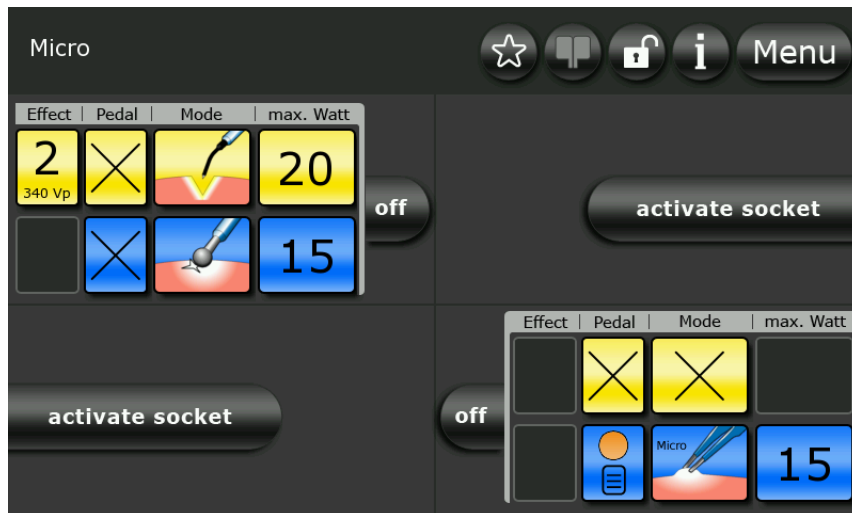 Micro
i
Menu
Effect | Pedal | Mode | max. Watt
2
340 Vp
20
off
15
activate socket
activate socket
Effect | Pedal | Mode | max. Watt
off
Micro
15